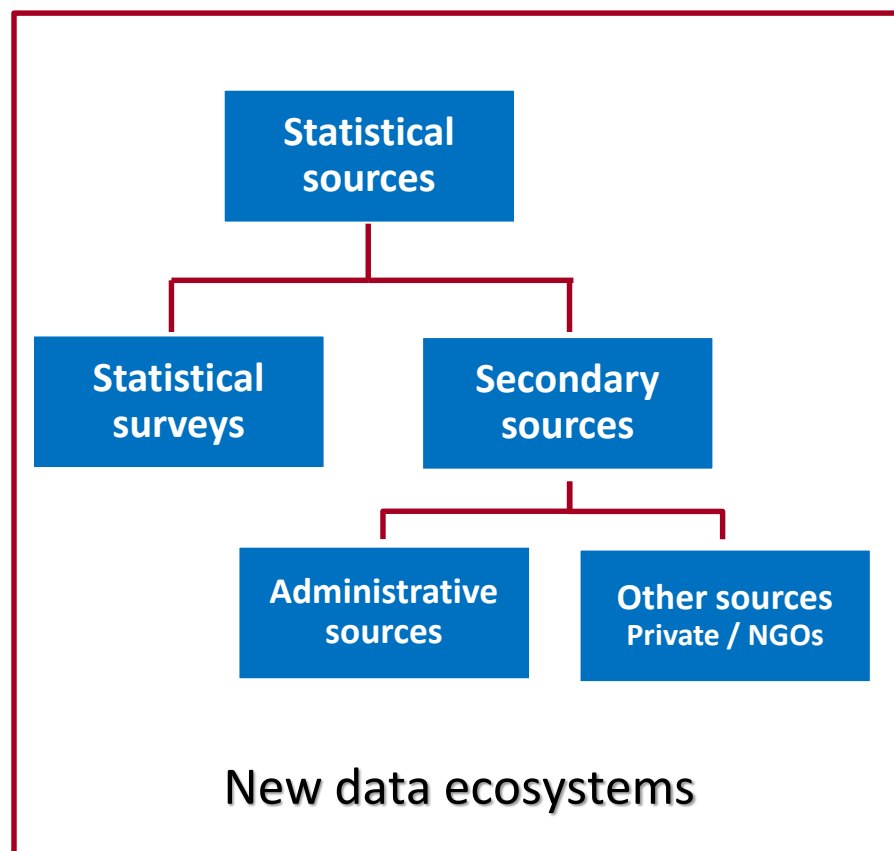 Statistical
sources
Statistical
surveys
Secondary
sources
Administrative
sources
Other sources
Private / NGOs
New data ecosystems